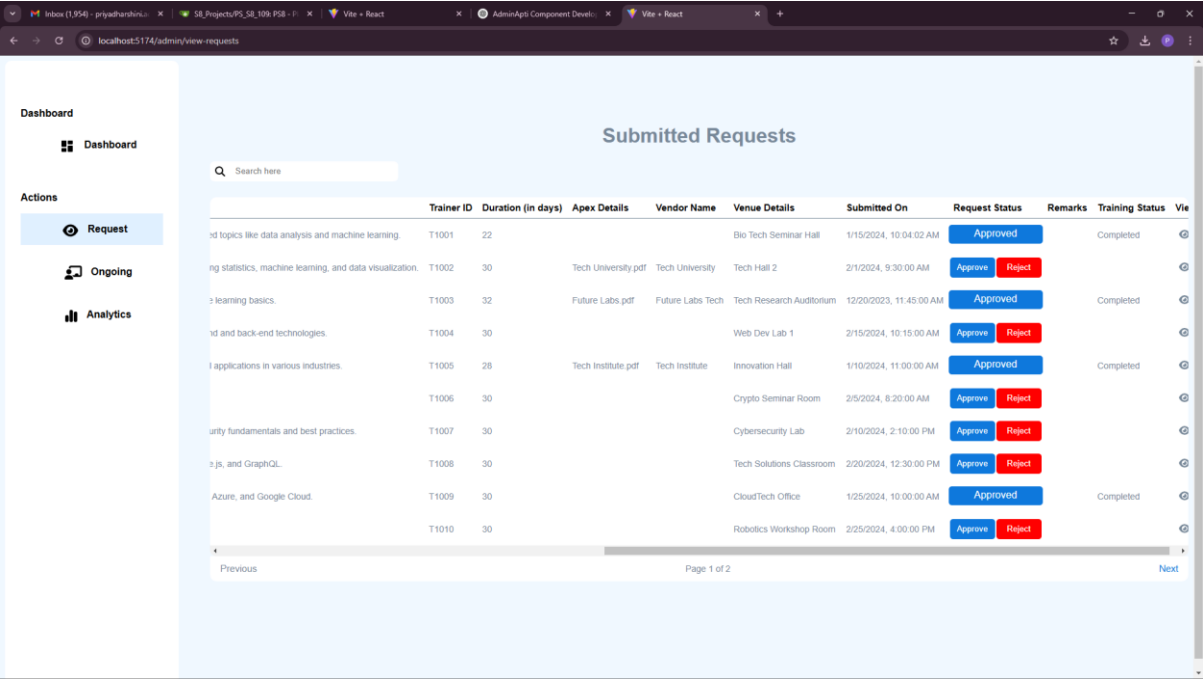 Inbox (1,954) - priyadharshini.a
S8_Projects/PS_S8_109: PS8 - P
Vite + React
AdminApti Component Develo
Vite + React
localhost:5174/admin/view-requests
P
Dashboard
Dashboard
Actions
Request
Ongoing
Analytics
Submitted Requests
Search here
Trainer ID Duration (in days) Apex Details Vendor Name Venue Details Submitted On Request Status Remarks Training Status Vie
ed topics like data analysis and machine learning. T1001 22 Bio Tech Seminar Hall 1/15/2024, 10:04:02 AM Approved Completed
ng statistics, machine learning, and data visualization. T1002 30 Tech University.pdf Tech University Tech Hall 2 2/1/2024, 9:30:00 AM Approve Reject
e learning basics. T1003 32 Future Labs.pdf Future Labs Tech Tech Research Auditorium 12/20/2023, 11:45:00 AM Approved Completed
nd and back-end technologies. T1004 30 Web Dev Lab 1 2/15/2024, 10:15:00 AM Approve Reject
l applications in various industries. T1005 28 Tech Institute.pdf Tech Institute Innovation Hall 1/10/2024, 11:00:00 AM Approved Completed
T1006 30 Crypto Seminar Room 2/5/2024, 8:20:00 AM Approve Reject
urity fundamentals and best practices. T1007 30 Cybersecurity Lab 2/10/2024, 2:10:00 PM Approve Reject
e.js, and GraphQL. T1008 30 Tech Solutions Classroom 2/20/2024, 12:30:00 PM Approve Reject
Azure, and Google Cloud. T1009 30 CloudTech Office 1/25/2024, 10:00:00 AM Approved Completed
T1010 30 Robotics Workshop Room 2/25/2024, 4:00:00 PM Approve Reject
Previous Page 1 of 2 Next